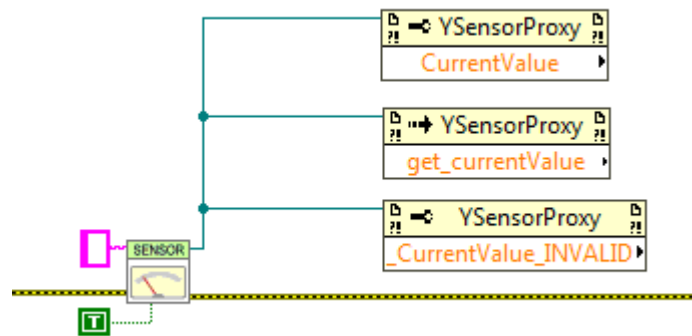 YSensorProxy
CurrentValue
YSensorProxy
get_currentValue
YSensorProxy
_CurrentValue_INVALID
SENSOR
T